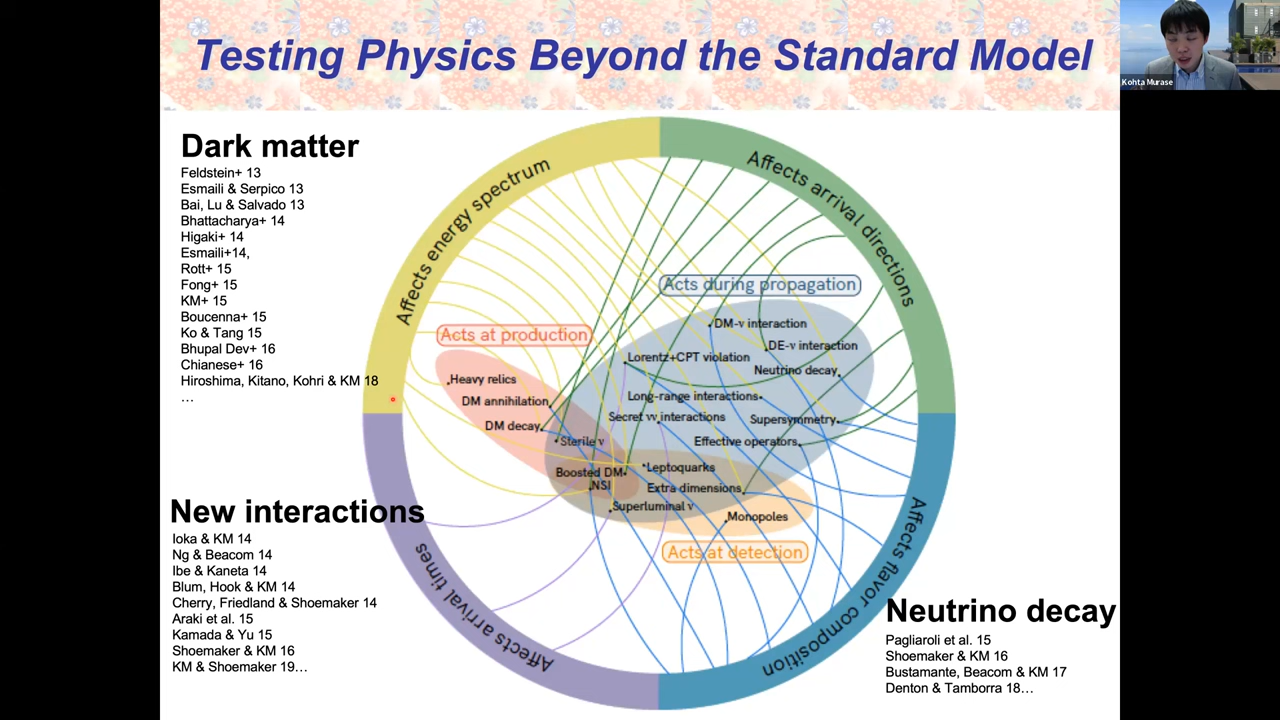 Testing Physics Beyond the Standard Model
Kohta Murase
Dark matter
Feldstein+ 13
Esmaili & Serpico 13
Bai, Lu & Salvado 13
Bhattacharya+ 14
Higaki+ 14
Esmaili+14,
Rott+ 15
Fong+ 15
KM+ 15
Boucenna+ 15
Ko & Tang 15
Bhupal Dev+ 16
Chianese+ 16
Hiroshima, Kitano, Kohri & KM 18
…
New interactions
Ioka & KM 14
Ng & Beacom 14
Ibe & Kaneta 14
Blum, Hook & KM 14
Cherry, Friedland & Shoemaker 14
Araki et al. 15
Kamada & Yu 15
Shoemaker & KM 16
KM & Shoemaker 19…
Affects energy spectrum
Affects arrival directions
Acts during propagation
DM-ν interaction
DE-ν interaction
Lorentz+CPT violation
Neutrino decay
Acts at production
Heavy relics
DM annihilation
DM decay
Long-range interactions
Secret νν interactions
Supersymmetry
Effective operators
Sterile ν
Boosted DM
NSI
Leptoquarks
Extra dimensions
Superluminal ν
Monopoles
Acts at detection
Affects arrival times
Affects flavor composition
Neutrino decay
Pagliaroli et al. 15
Shoemaker & KM 16
Bustamante, Beacom & KM 17
Denton & Tamborra 18…